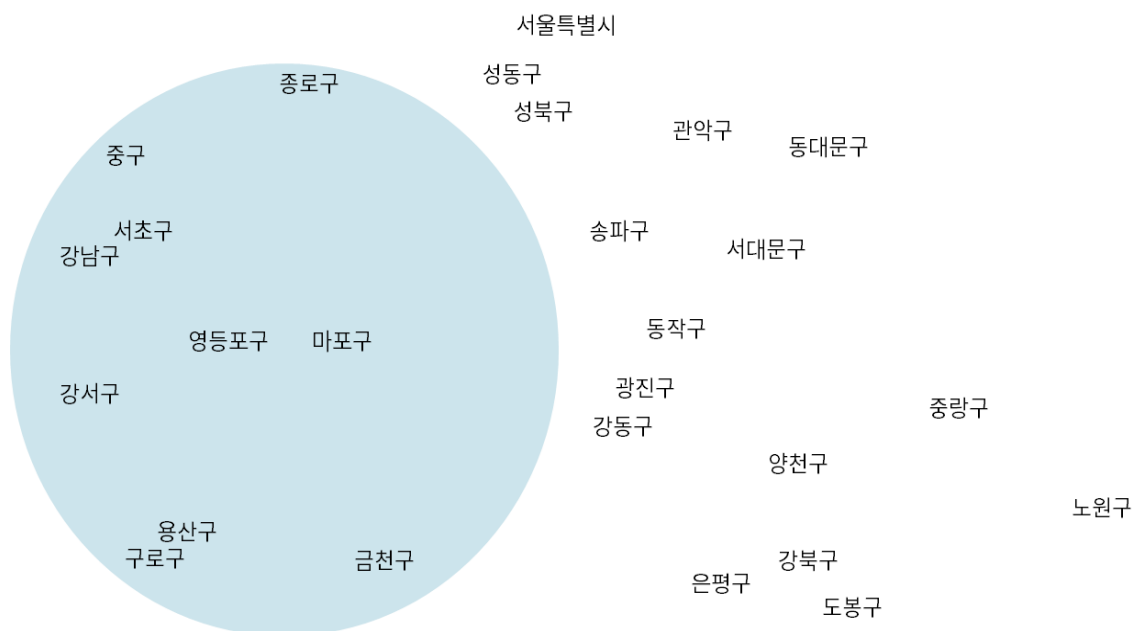 서울특별시
성동구
종로구
성북구
관악구
동대문구
중구
서초구
송파구
서대문구
강남구
동작구
영등포구
마포구
광진구
강서구
중랑구
강동구
양천구
노원구
용산구
구로구
금천구
강북구
은평구
도봉구